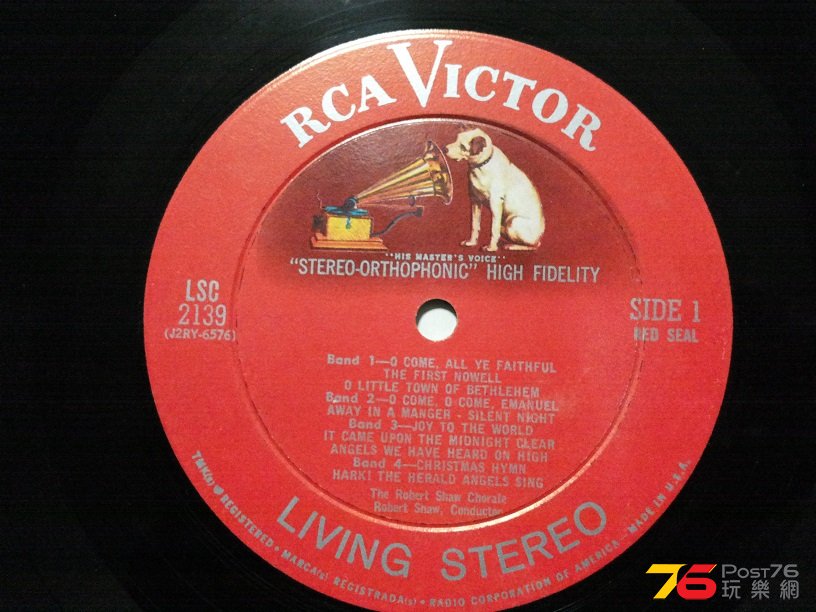 RCA VICTOR
"HIS MASTER'S VOICE"
"STEREO-ORTHOPHONIC" HIGH FIDELITY
LSC
2139
(J2RY-6576)
SIDE 1
RED SEAL
Band 1—O COME, ALL YE FAITHFUL
THE FIRST NOWELL
O LITTLE TOWN OF BETHLEHEM
Band 2—O COME, O COME, EMANUEL
AWAY IN A MANGER - SILENT NIGHT
Band 3—JOY TO THE WORLD
IT CAME UPON THE MIDNIGHT CLEAR
ANGELS WE HAVE HEARD ON HIGH
Band 4—CHRISTMAS HYMN
HARK! THE HERALD ANGELS SING
The Robert Shaw Chorale
Robert Shaw, Conductor
LIVING STEREO
TMK(s) ® REGISTERED • MARCA(s) REGISTRADA(s) • RADIO CORPORATION OF AMERICA—MADE IN U.S.A.
76 POST76
玩樂網